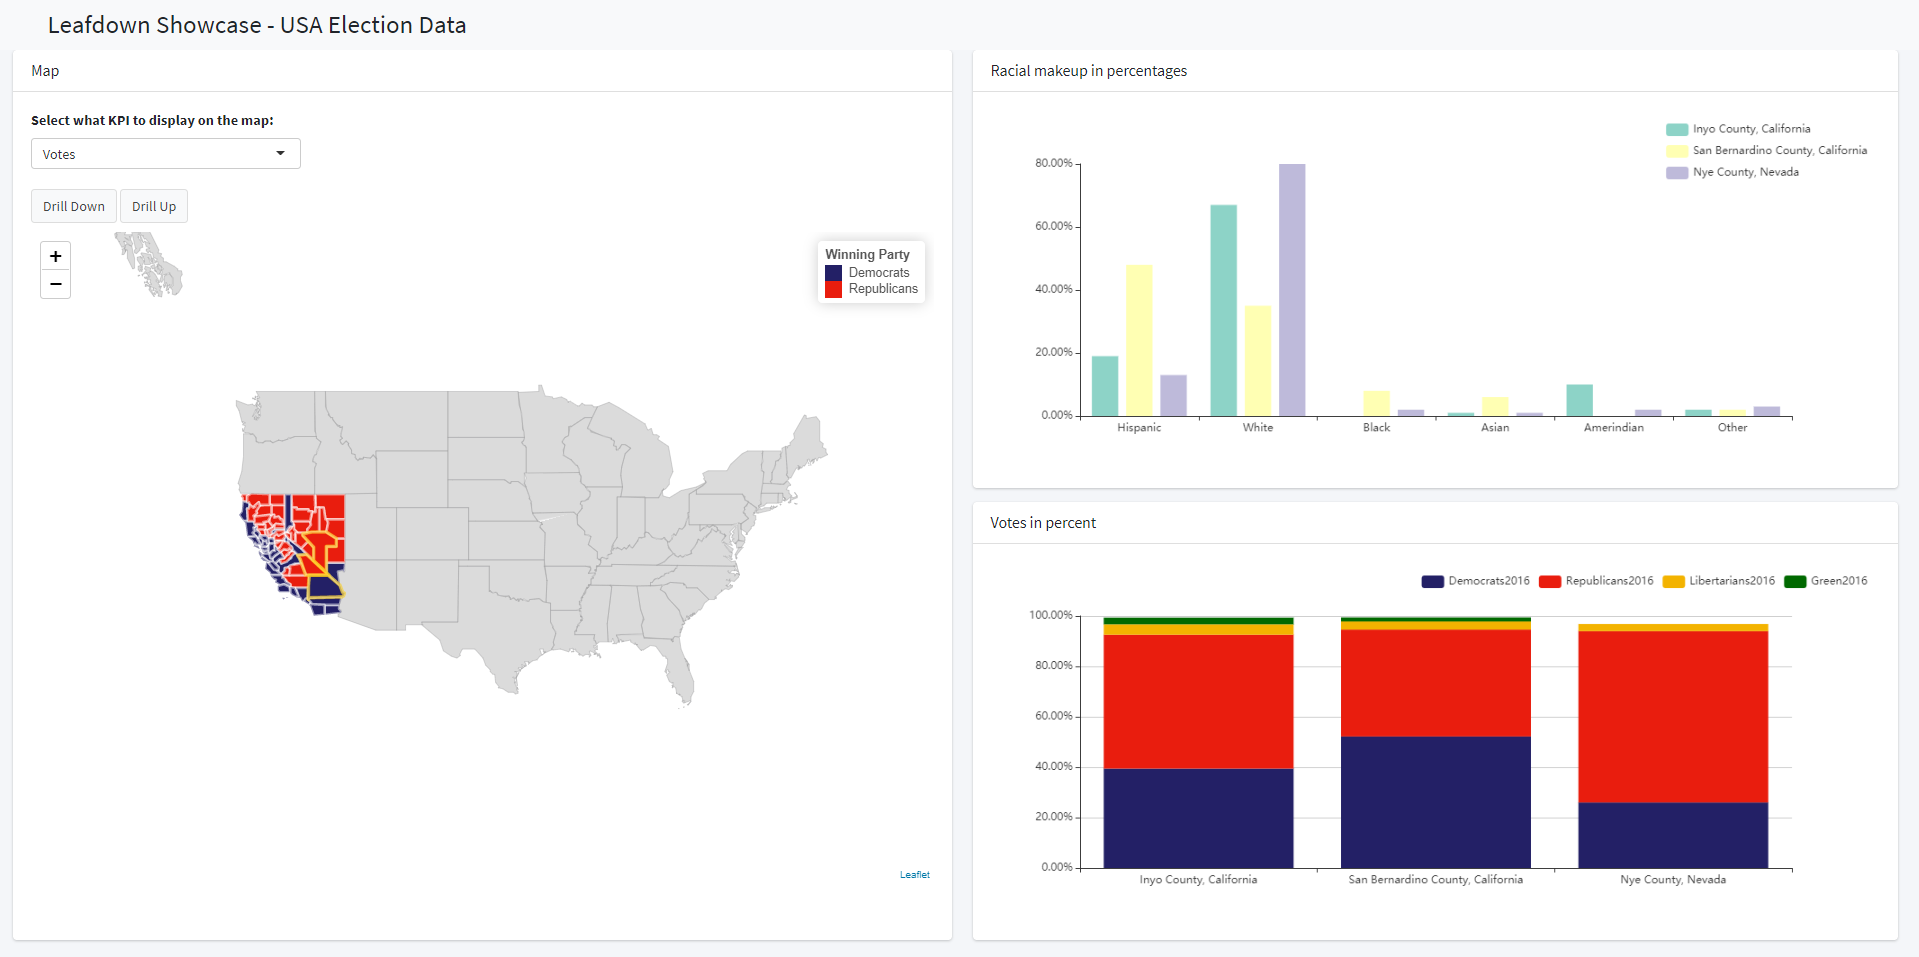 Leafdown Showcase - USA Election Data
Map
Select what KPI to display on the map:
Votes
Drill Down Drill Up
+
−
Winning Party
Democrats
Republicans
Leaflet
Racial makeup in percentages
Inyo County, California
San Bernardino County, California
Nye County, Nevada
80.00%
60.00%
40.00%
20.00%
0.00%
Hispanic White Black Asian Amerindian Other
Votes in percent
Democrats2016 Republicans2016 Libertarians2016 Green2016
100.00%
80.00%
60.00%
40.00%
20.00%
0.00%
Inyo County, California San Bernardino County, California Nye County, Nevada